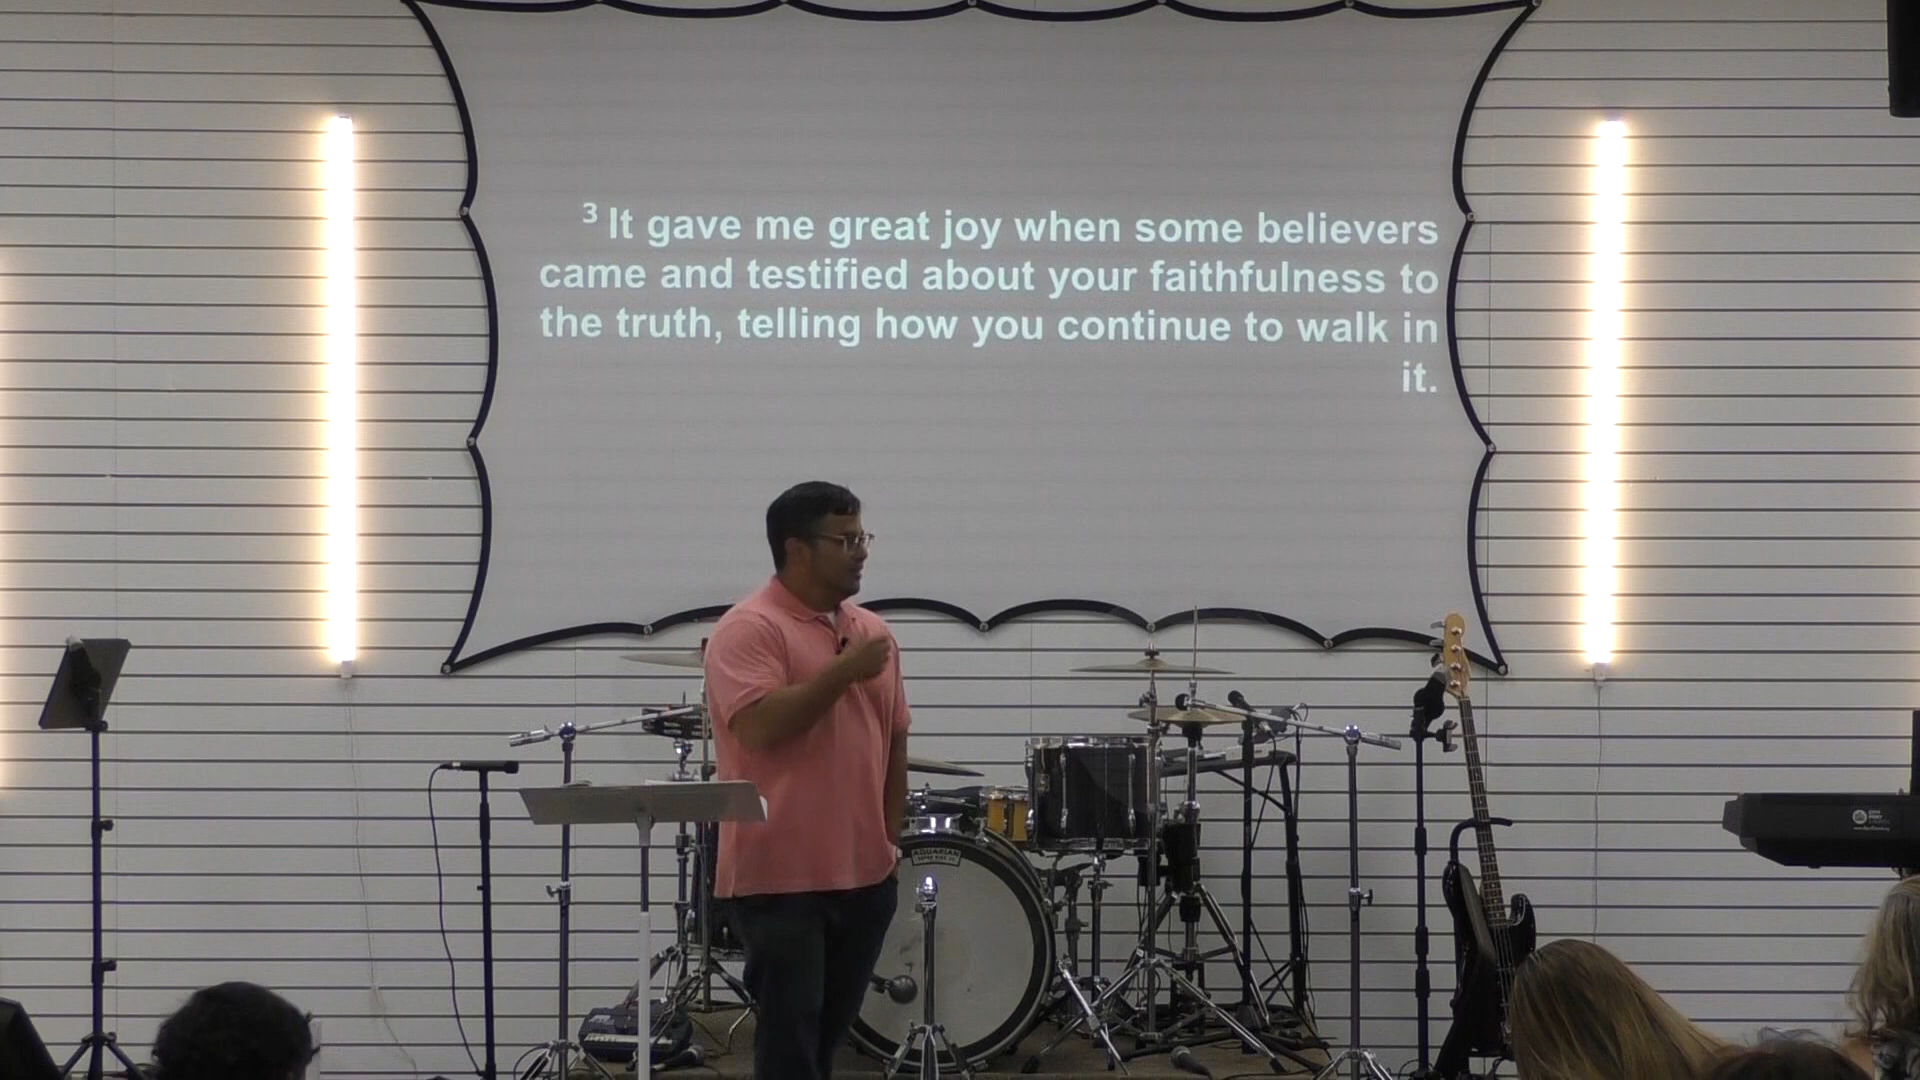 3 It gave me great joy when some believers
came and testified about your faithfulness to
the truth, telling how you continue to walk in
it.
AQUARIAN